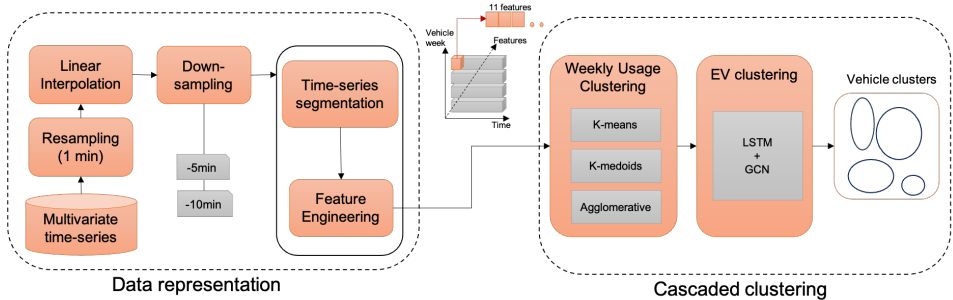 Linear
Interpolation
Down-
sampling
Resampling
(1 min)
Multivariate
time-series
-5min
-10min
Time-series
segmentation
Feature
Engineering
Data representation
11 features
Vehicle
week
Features
Time
Weekly Usage
Clustering
K-means
K-medoids
Agglomerative
EV clustering
LSTM
+
GCN
Vehicle clusters
Cascaded clustering